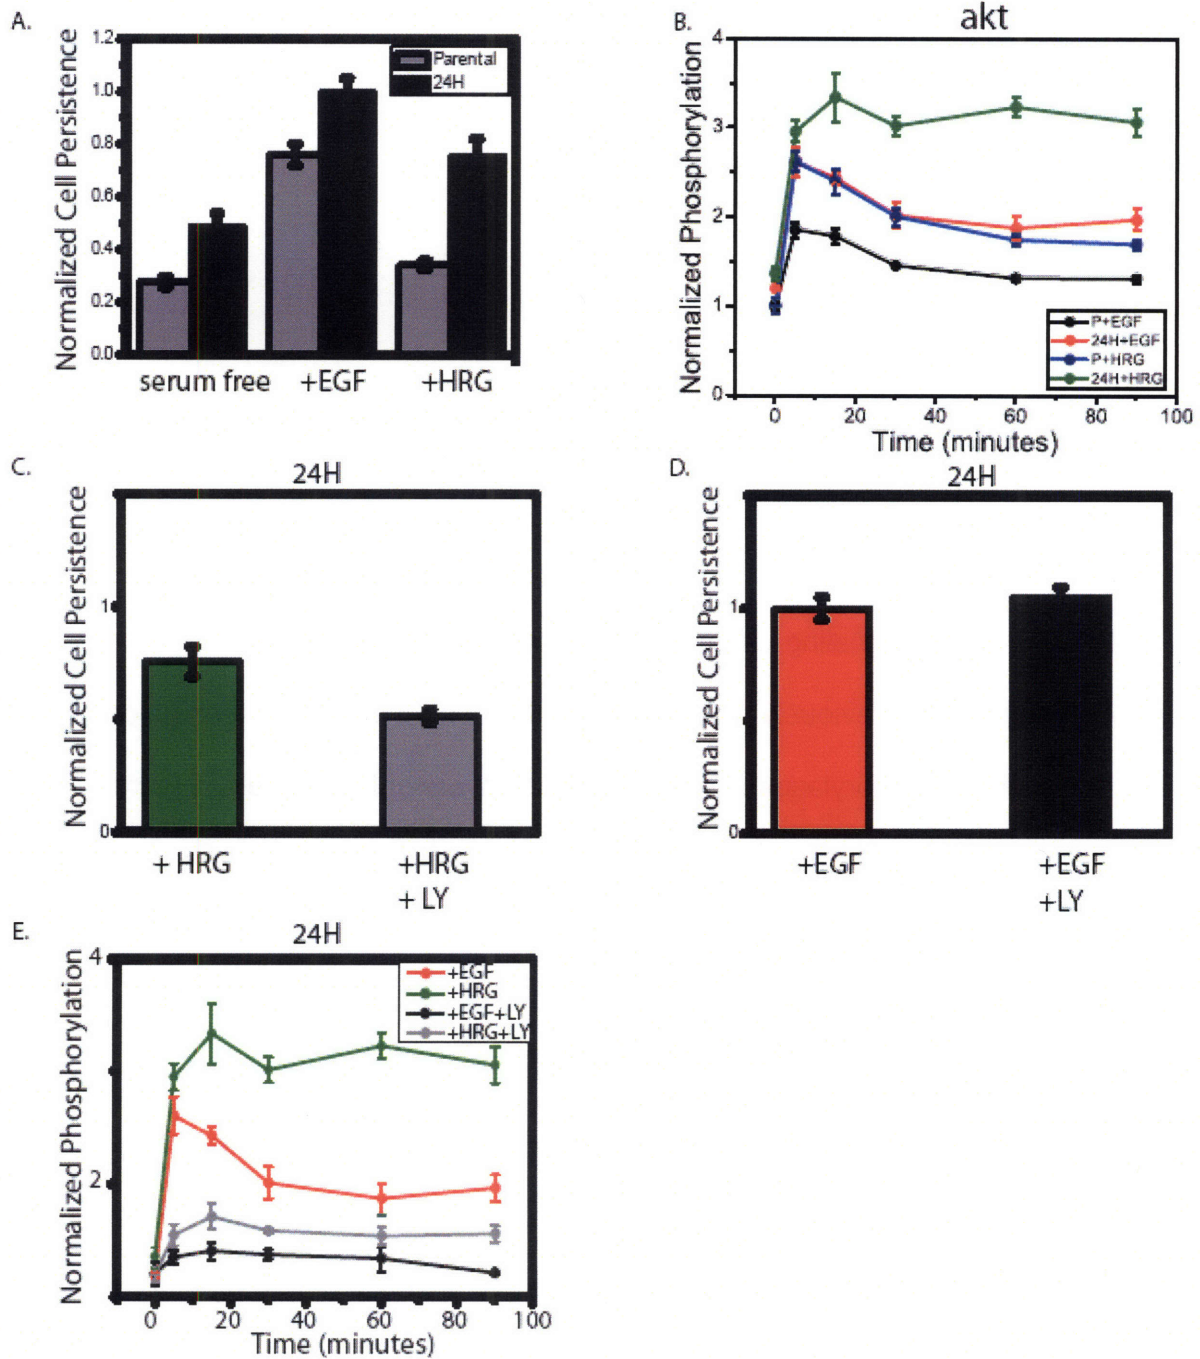 A.
Normalized Cell Persistence
1.2
1.0
0.8
0.6
0.4
0.2
0.0
Parental
24H
serum free +EGF +HRG
B.
akt
Normalized Phosphorylation
4
3
2
1
0
P+EGF
24H+EGF
P+HRG
24H+HRG
0 20 40 60 80 100
Time (minutes)
C.
24H
Normalized Cell Persistence
1
0
+ HRG +HRG
+ LY
D.
24H
Normalized Cell Persistence
1
0
+EGF +EGF
+LY
E.
24H
Normalized Phosphorylation
4
2
+EGF
+HRG
+EGF+LY
+HRG+LY
0 20 40 60 80 100
Time (minutes)